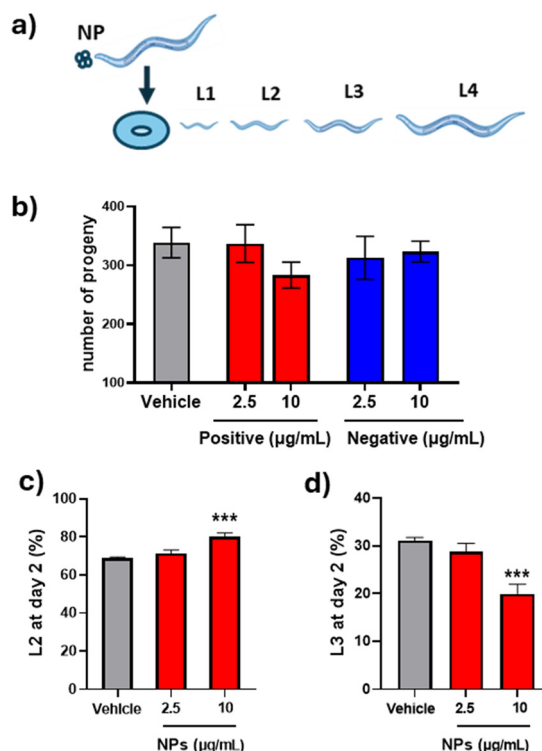 a)
NP
L1 L2 L3 L4
b)
number of progeny
400
300
200
100
Vehicle 2.5 10 2.5 10
Positive (µg/mL) Negative (µg/mL)
c)
L2 at day 2 (%)
100
80
60
40
20
0
***
Vehicle 2.5 10
NPs (µg/mL)
d)
L3 at day 2 (%)
40
30
20
10
0
***
Vehicle 2.5 10
NPs (µg/mL)